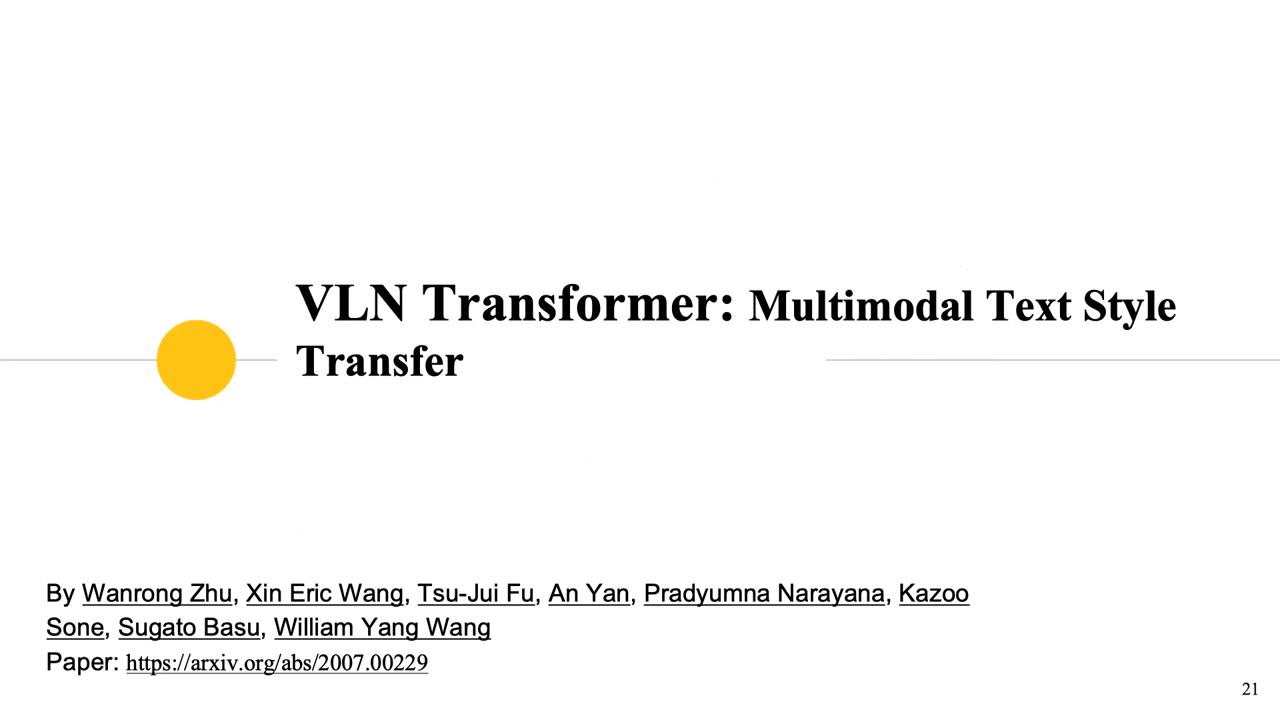 VLN Transformer: Multimodal Text Style
Transfer
By Wanrong Zhu, Xin Eric Wang, Tsu-Jui Fu, An Yan, Pradyumna Narayana, Kazoo
Sone, Sugato Basu, William Yang Wang
Paper: https://arxiv.org/abs/2007.00229
21